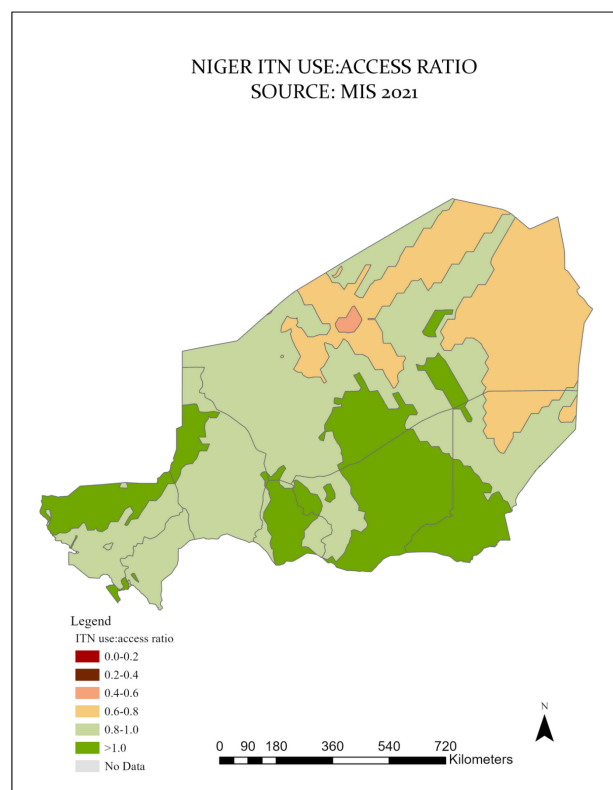 NIGER ITN USE:ACCESS RATIO
SOURCE: MIS 2021
Legend
ITN use:access ratio
0.0-0.2
0.2-0.4
0.4-0.6
0.6-0.8
0.8-1.0
>1.0
No Data
N
0 90 180 360 540 720
Kilometers